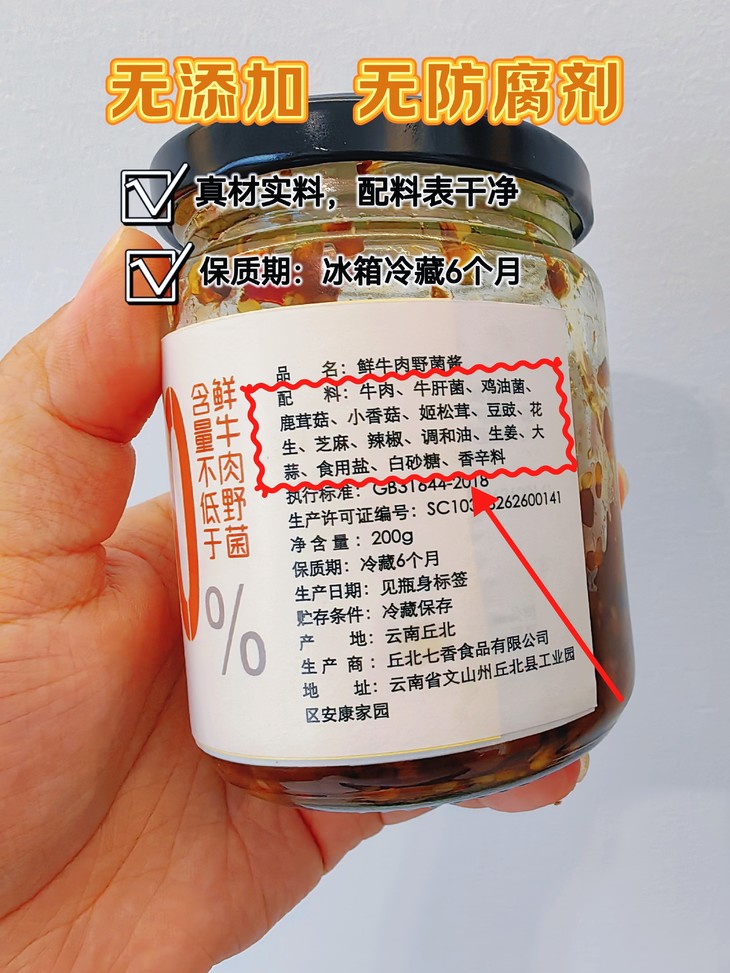 无添加 无防腐剂
真材实料，配料表干净
保质期：冰箱冷藏6个月
鲜牛肉野菌
含量不低于
0%
品 名：鲜牛肉野菌酱
配 料：牛肉、牛肝菌、鸡油菌、
鹿茸菇、小香菇、姬松茸、豆豉、花
生、芝麻、辣椒、调和油、生姜、大
蒜、食用盐、白砂糖、香辛料
执行标准：GB31644-2018
生产许可证编号：SC103 262600141
净含量：200g
保质期：冷藏6个月
生产日期：见瓶身标签
贮存条件：冷藏保存
产 地：云南丘北
生产商：丘北七香食品有限公司
地 址：云南省文山州丘北县工业园
区安康家园